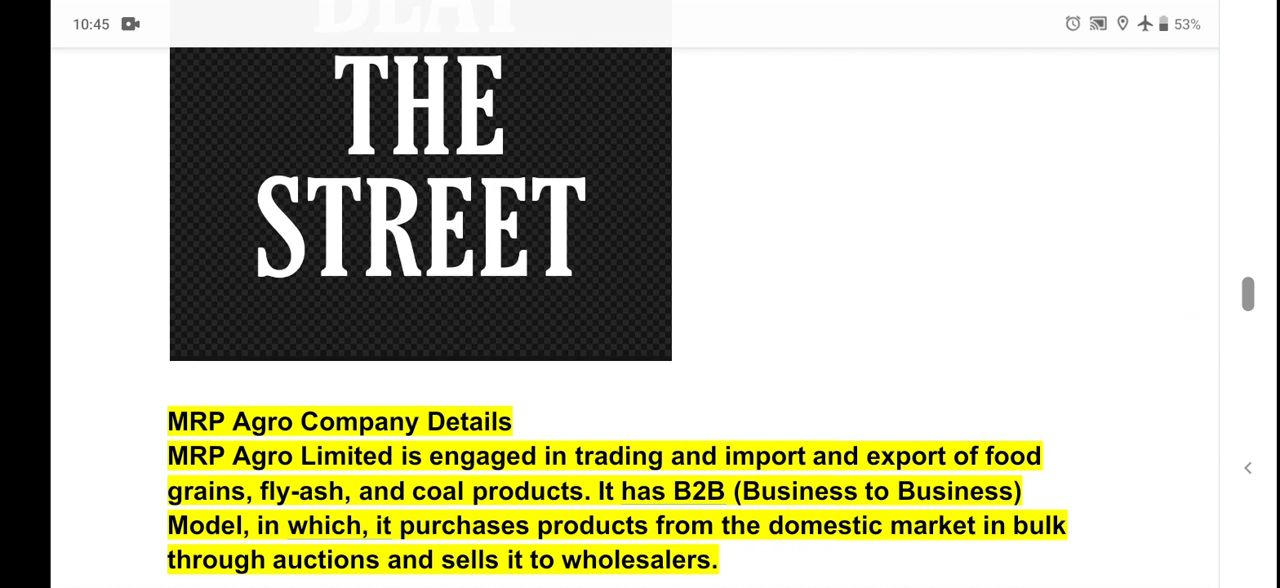 10:45
53%
BEAT
THE
STREET
MRP Agro Company Details
MRP Agro Limited is engaged in trading and import and export of food
grains, fly-ash, and coal products. It has B2B (Business to Business)
Model, in which, it purchases products from the domestic market in bulk
through auctions and sells it to wholesalers.